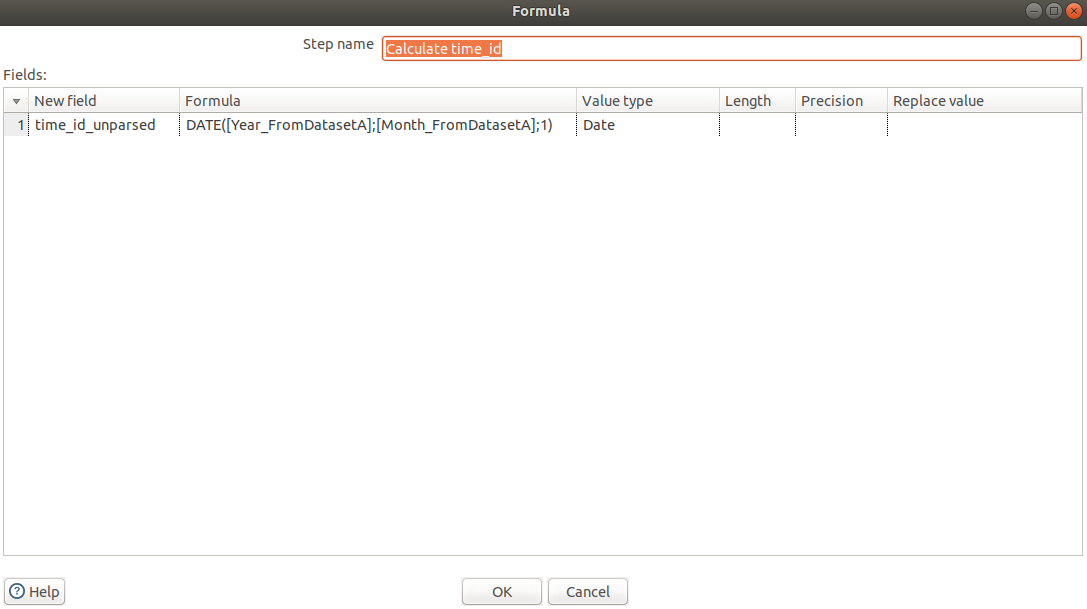 Formula
Step name Calculate time_id
Fields:
New field Formula Value type Length Precision Replace value
1 time_id_unparsed DATE([Year_FromDatasetA];[Month_FromDatasetA];1) Date
Help OK Cancel